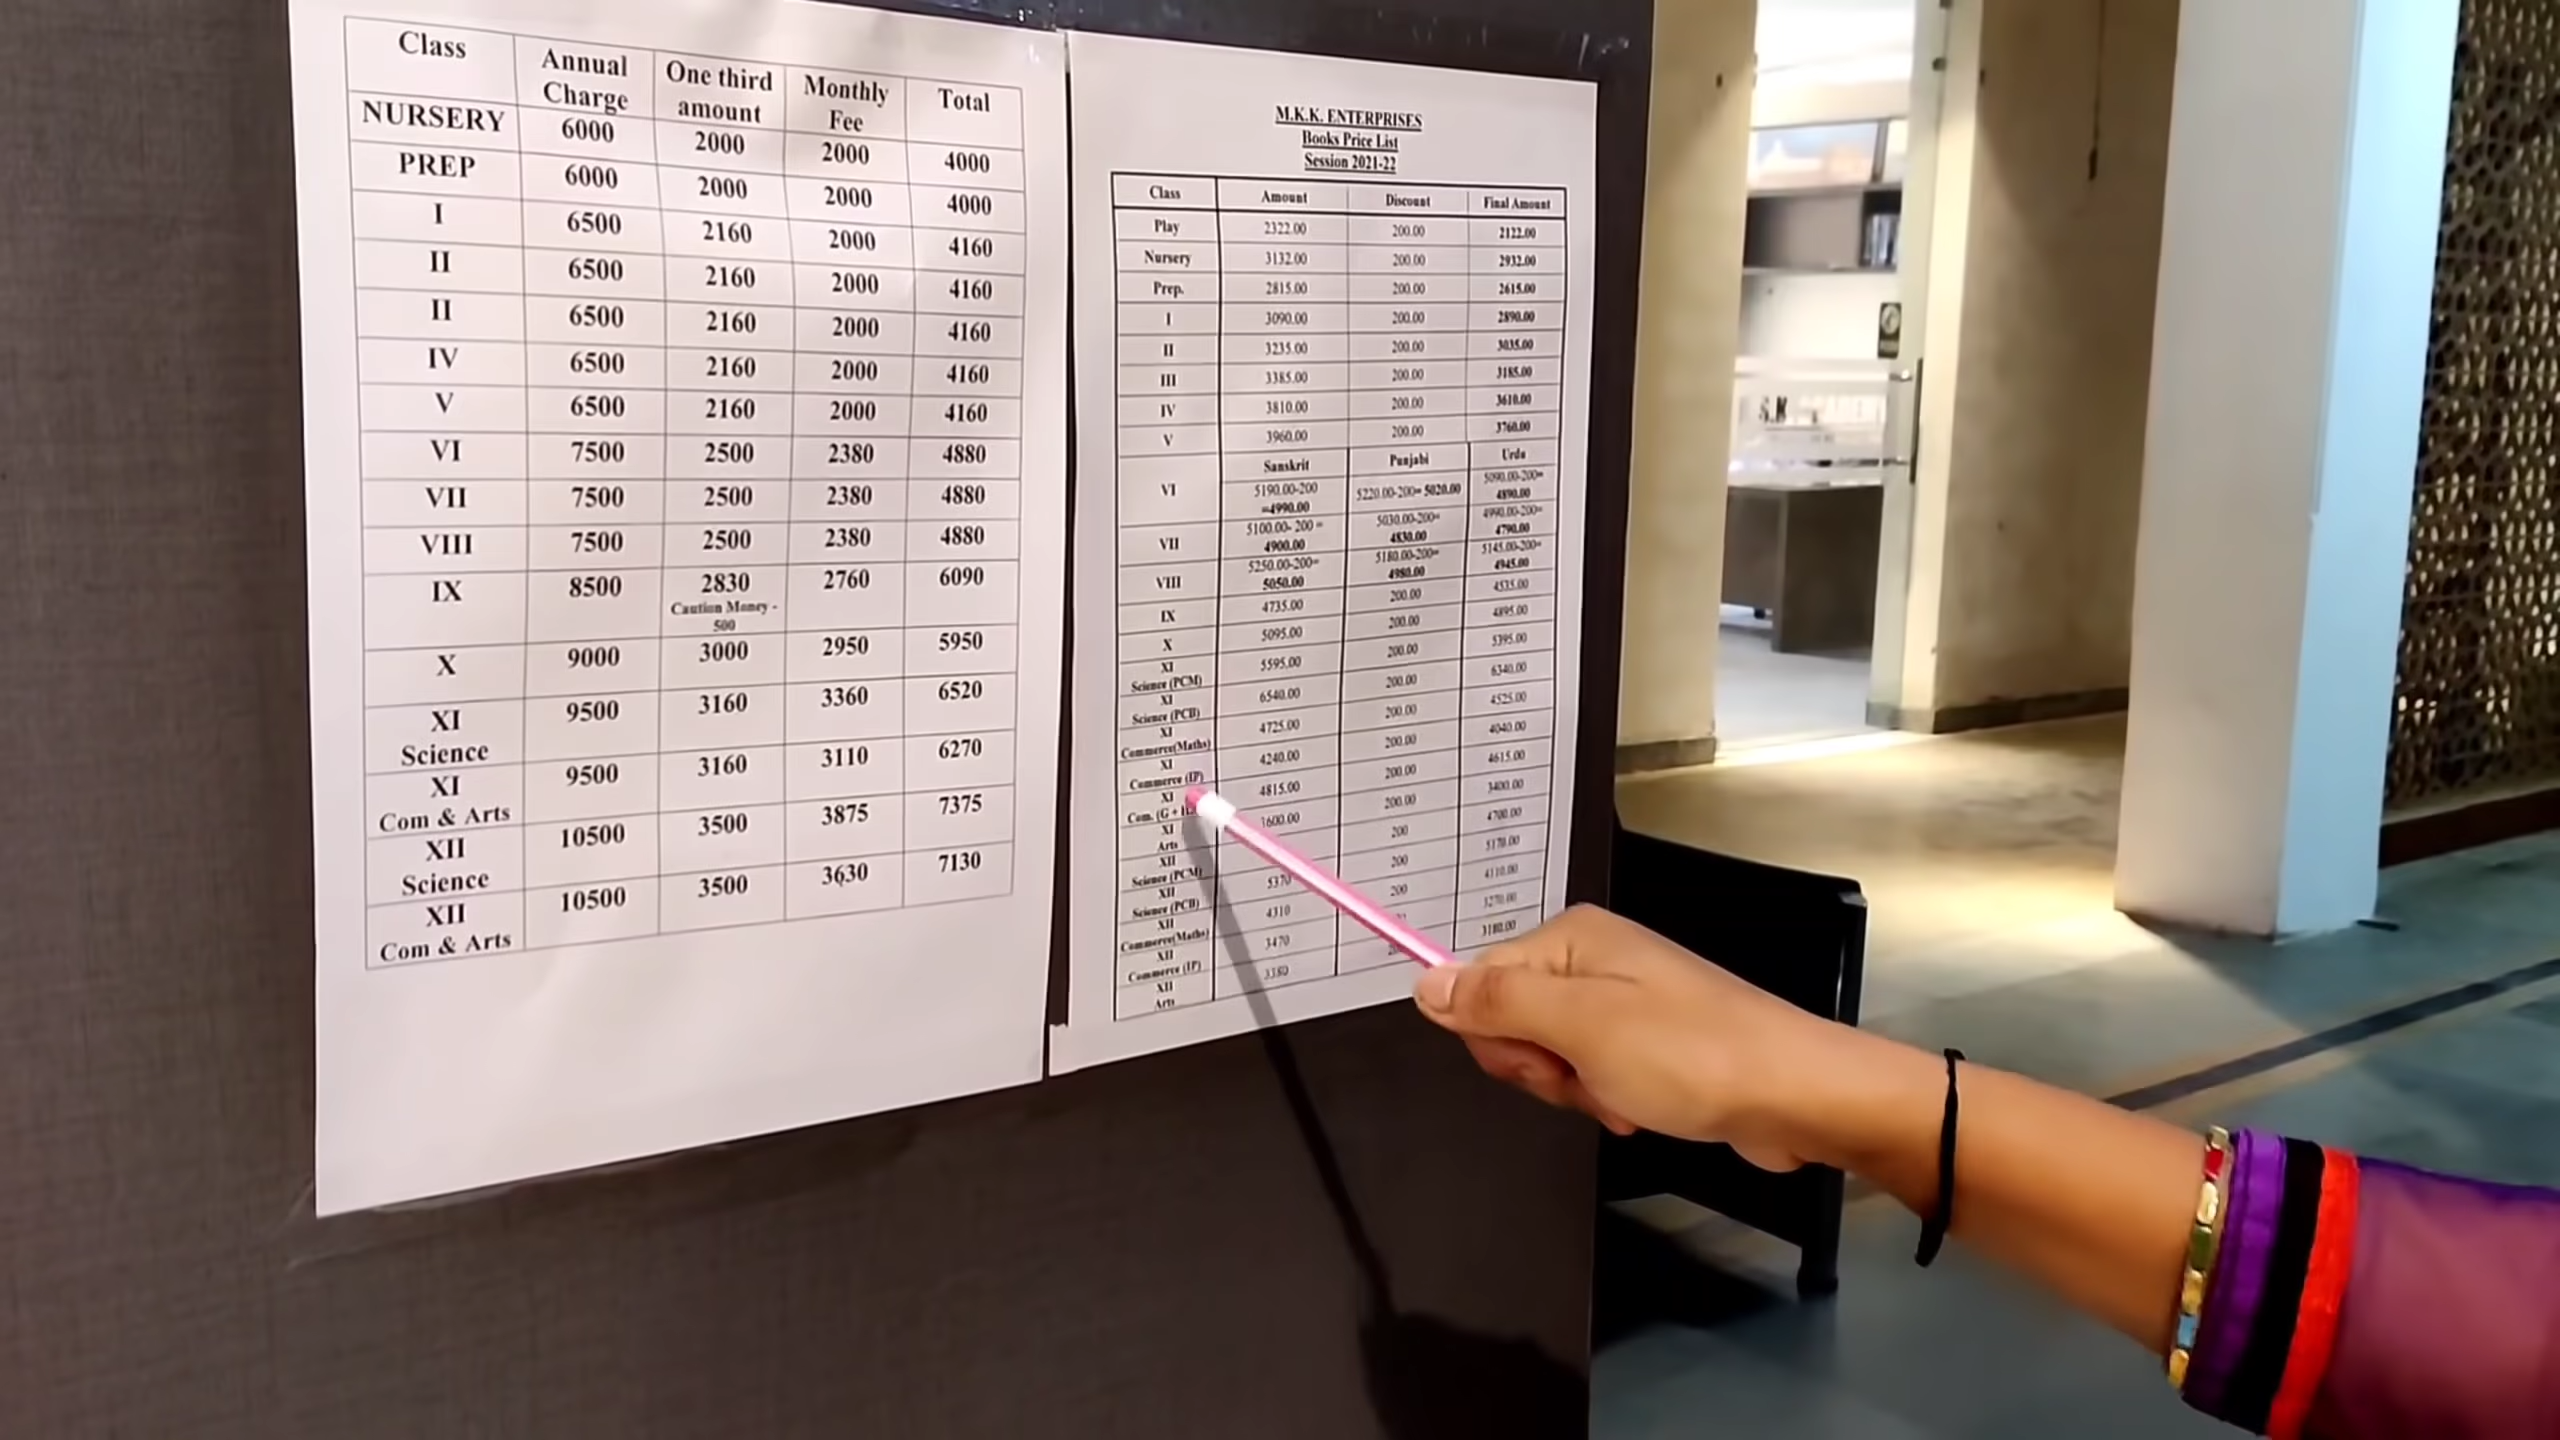 Class Annual Charge One third amount Monthly Fee Total
NURSERY 6000 2000 2000 4000
PREP 6000 2000 2000 4000
I 6500 2160 2000 4160
II 6500 2160 2000 4160
II 6500 2160 2000 4160
IV 6500 2160 2000 4160
V 6500 2160 2000 4160
VI 7500 2500 2380 4880
VII 7500 2500 2380 4880
VIII 7500 2500 2380 4880
IX 8500 2830 Caution Money - 500 2760 6090
X 9000 3000 2950 5950
XI Science 9500 3160 3360 6520
XI Com & Arts 9500 3160 3110 6270
XII Science 10500 3500 3875 7375
XII Com & Arts 10500 3500 3630 7130
M.K.K. ENTERPRISES
Books Price List
Session 2021-22
Class Amount Discount Final Amount
Play 2322.00 200.00 2122.00
Nursery 3132.00 200.00 2932.00
Prep. 2815.00 200.00 2615.00
I 3090.00 200.00 2890.00
II 3235.00 200.00 3035.00
III 3385.00 200.00 3185.00
IV 3810.00 200.00 3610.00
V 3960.00 200.00 3760.00
Sanskrit Punjabi Urdu
VI 5190.00-200 =4990.00 5220.00-200= 5020.00 5090.00-200= 4890.00
VII 5100.00- 200 = 4900.00 5030.00-200= 4830.00 4990.00-200= 4790.00
VIII 5250.00-200= 5050.00 5180.00-200= 4980.00 5145.00-200= 4945.00
IX 4735.00 200.00 4535.00
X 5095.00 200.00 4895.00
XI Science (PCM) 5595.00 200.00 5395.00
XI Science (PCB) 6540.00 200.00 6340.00
XI Commerce(Maths) 4725.00 200.00 4525.00
XI Commerce (IP) 4240.00 200.00 4040.00
XI Com. (G + 4815.00 200.00 4615.00
XI Arts 3600.00 200.00 3400.00
XII Science (PCM) 200 4700.00
XII Science (PCB) 5370 200 5170.00
XII Commerce(Maths) 4310 200 4110.00
XII Commerce (IP) 3470 3270.00
XII Arts 3380 3180.00